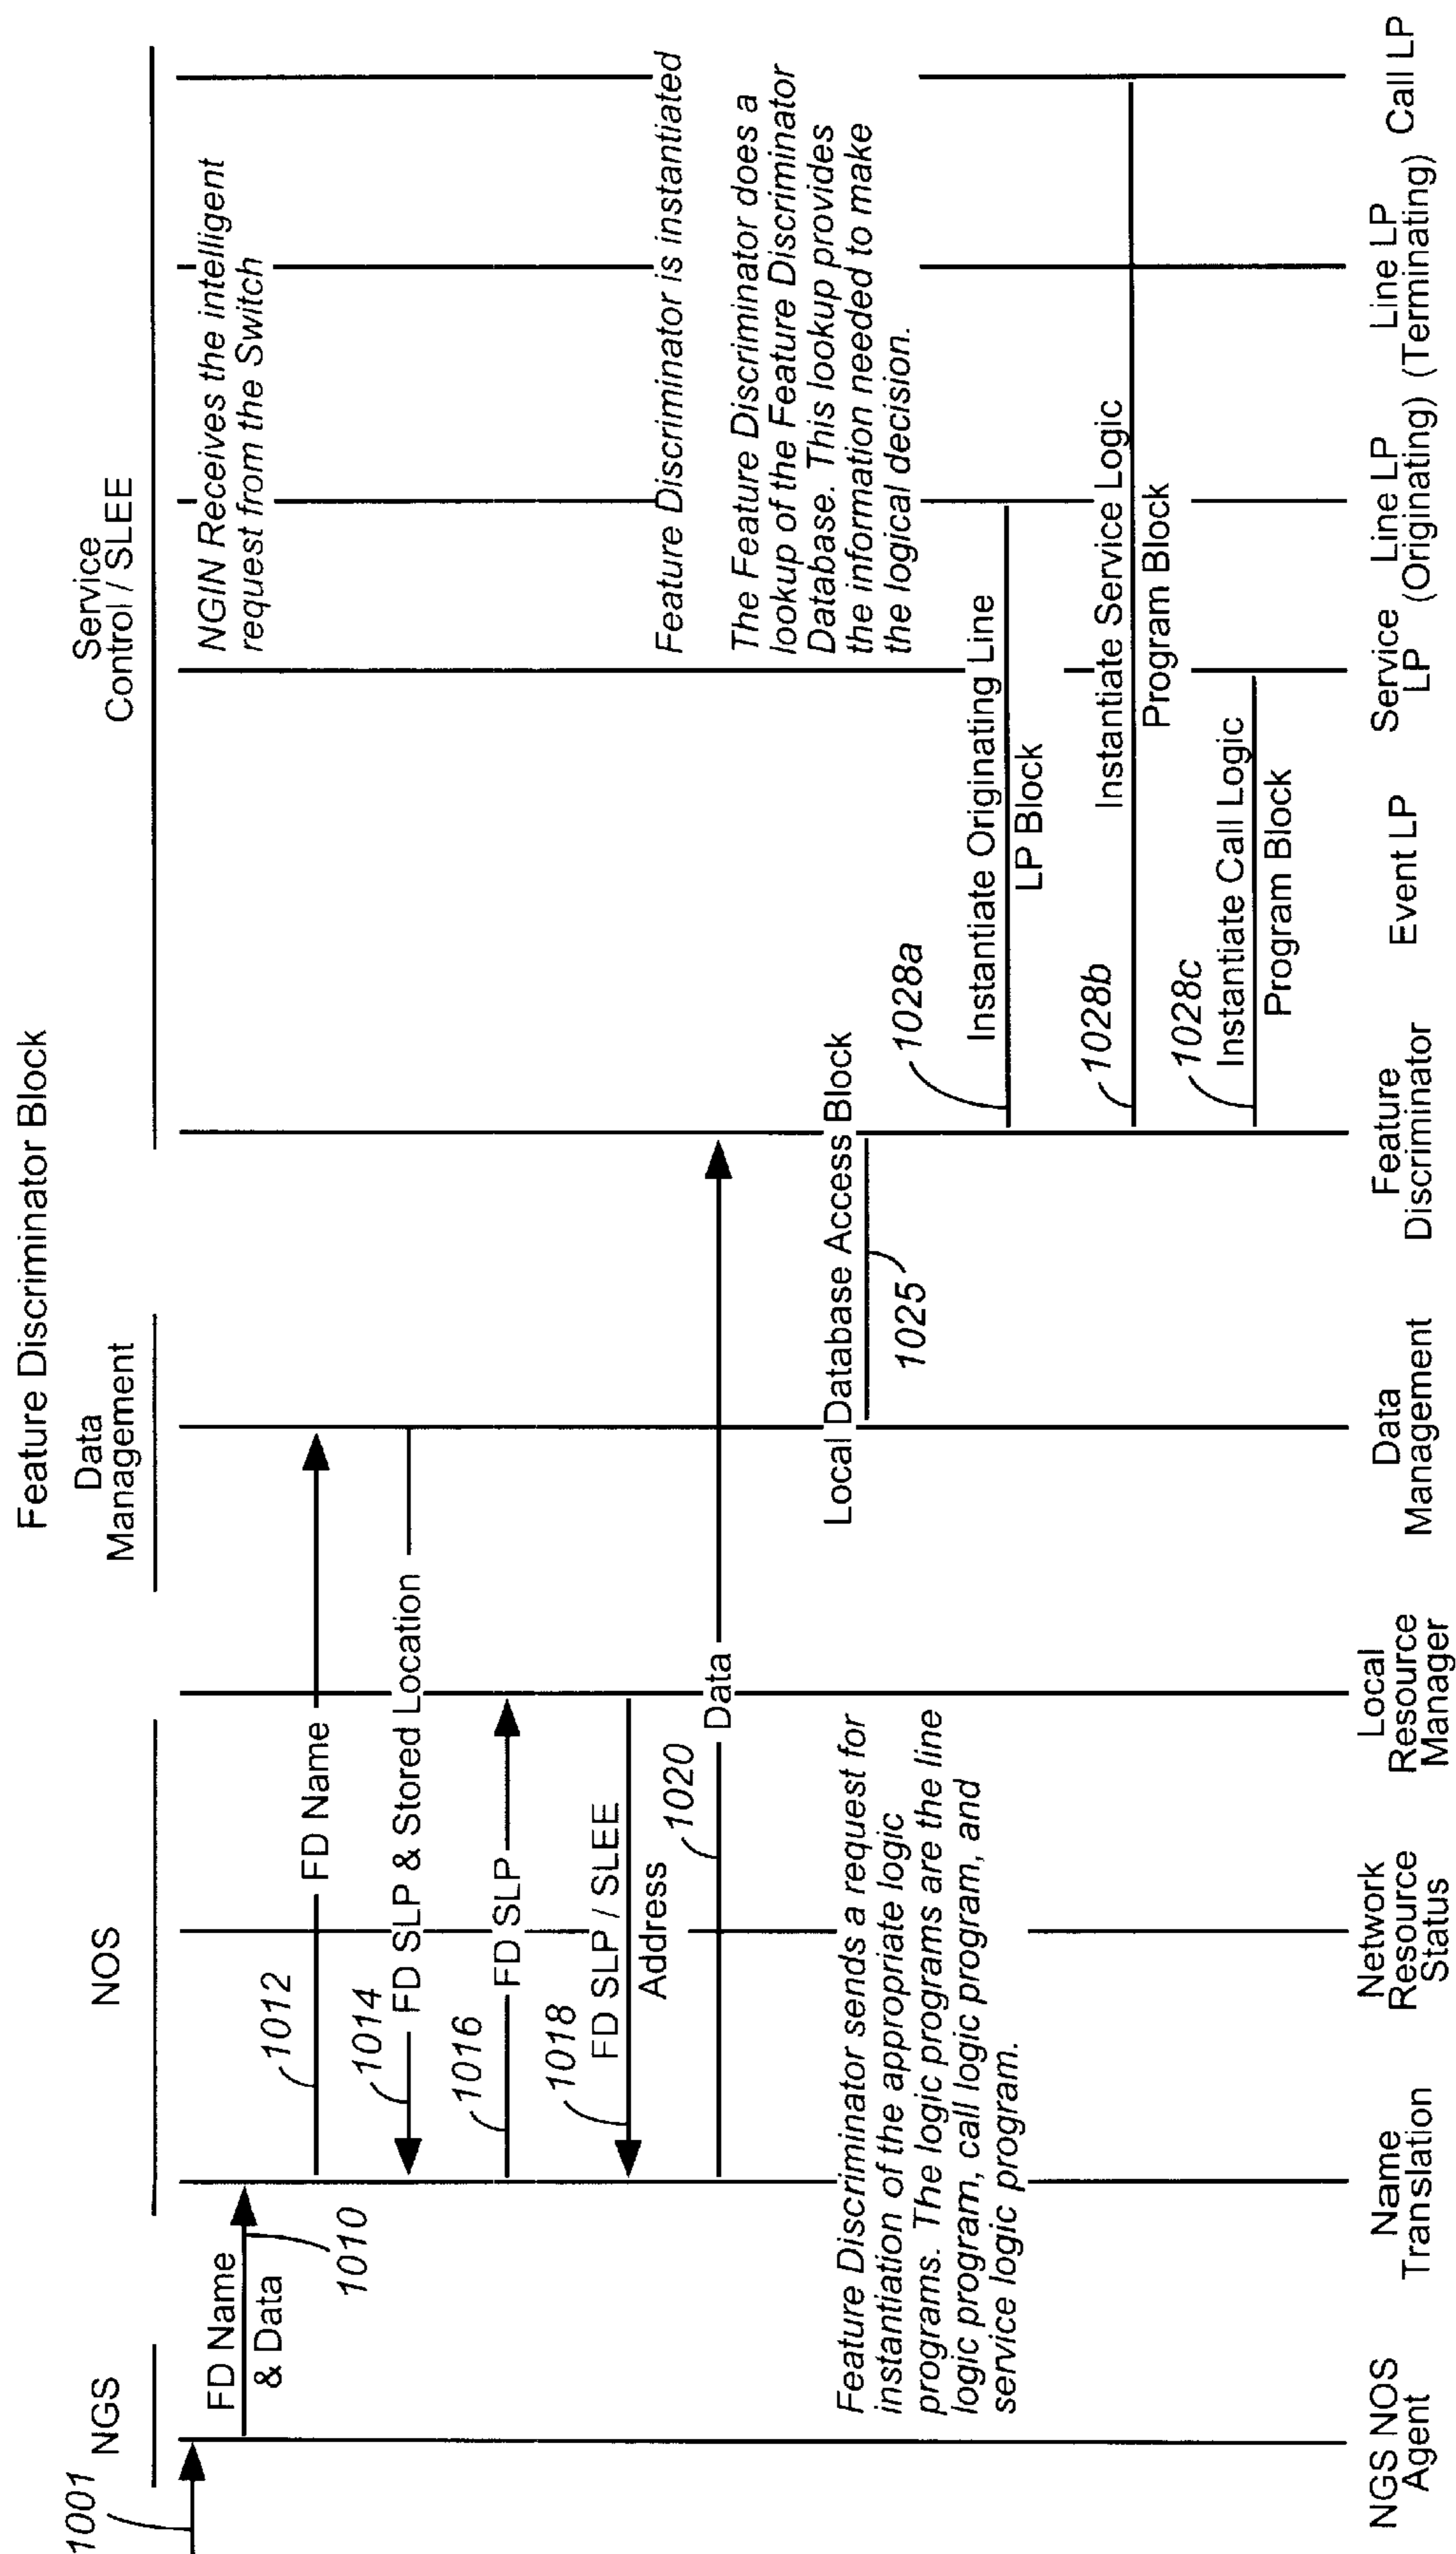 Feature Discriminator Block
NGS
NOS
Data
Management
Service
Control / SLEE
1001
FD Name
& Data
1010
NGIN Receives the intelligent
request from the Switch
1012
FD Name
1014
FD SLP & Stored Location
1016
FD SLP
1018
FD SLP / SLEE
Address
Feature Discriminator is instantiated
1020
Data
The Feature Discriminator does a
lookup of the Feature Discriminator
Database. This lookup provides
the information needed to make
the logical decision.
Local Database Access Block
1025
Feature Discriminator sends a request for
instantiation of the appropriate logic
programs. The logic programs are the line
logic program, call logic program, and
service logic program.
1028a
Instantiate Originating Line
LP Block
1028b
Instantiate Service Logic
Program Block
1028c
Instantiate Call Logic
Program Block
NGS NOS
Agent
Name
Translation
Network
Resource
Status
Local
Resource
Manager
Data
Management
Feature
Discriminator
Event LP
Service
LP
Line LP
(Originating)
Line LP
(Terminating)
Call LP